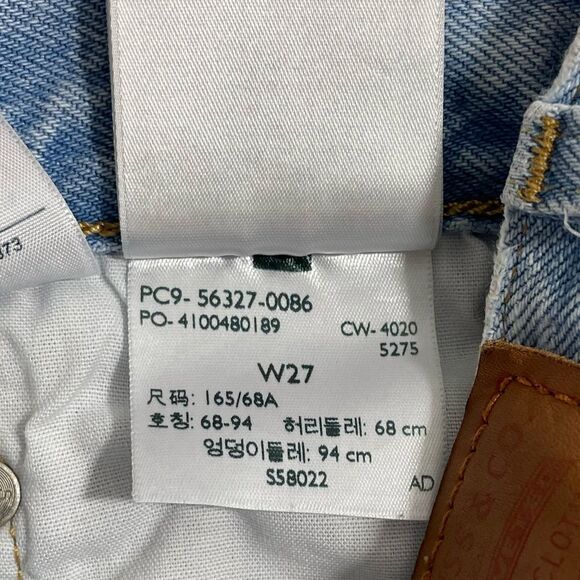 373
PC9- 56327-0086
PO- 4100480189 CW- 4020
5275
W27
尺码: 165/68A
호칭: 68-94 허리둘레: 68 cm
엉덩이둘레: 94 cm
S58022 AD